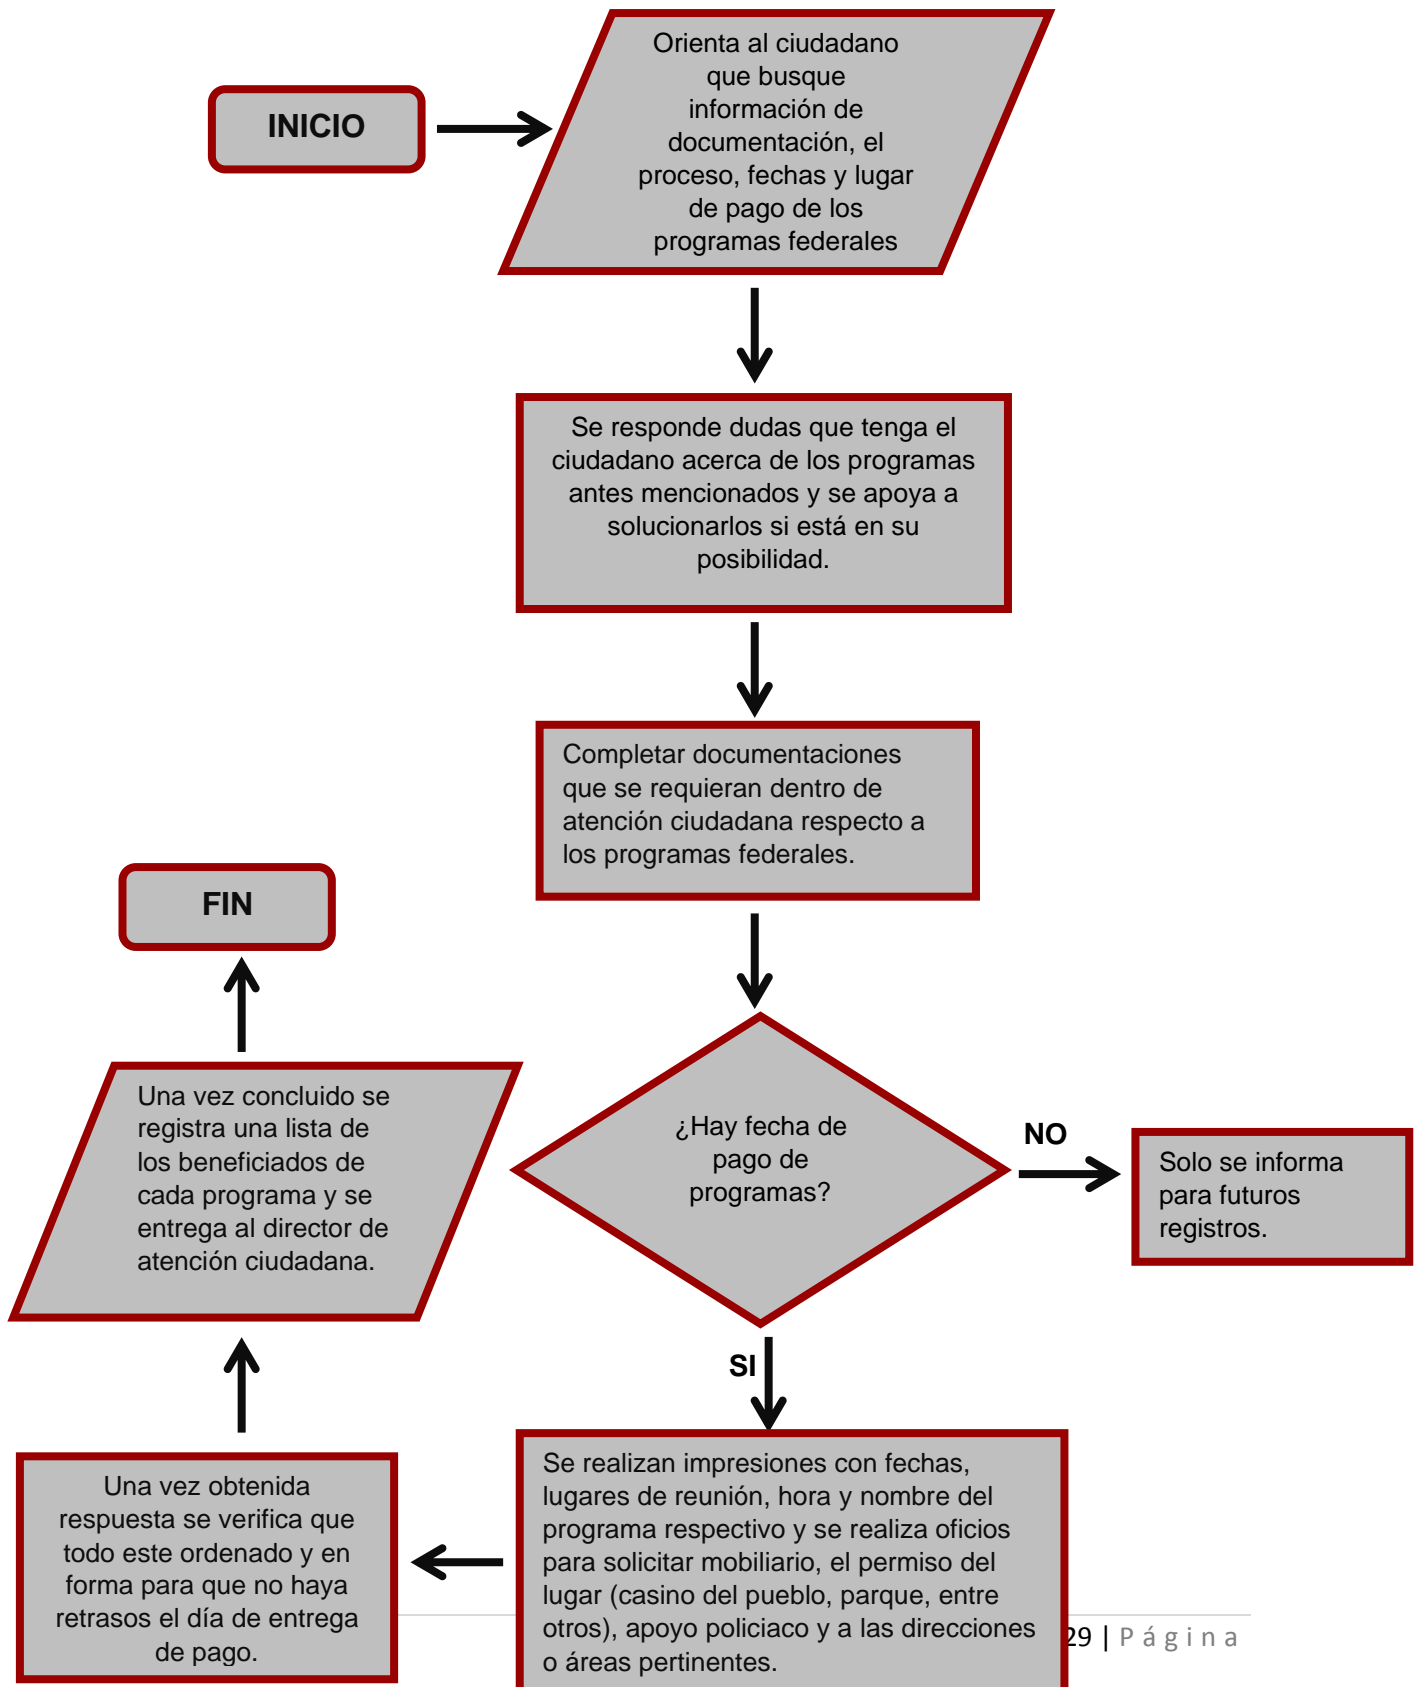 INICIO
Orienta al ciudadano
que busque
información de
documentación, el
proceso, fechas y lugar
de pago de los
programas federales
Se responde dudas que tenga el
ciudadano acerca de los programas
antes mencionados y se apoya a
solucionarlos si está en su
posibilidad.
Completar documentaciones
que se requieran dentro de
atención ciudadana respecto a
los programas federales.
¿Hay fecha de
pago de
programas?
NO
Solo se informa
para futuros
registros.
SI
Se realizan impresiones con fechas,
lugares de reunión, hora y nombre del
programa respectivo y se realiza oficios
para solicitar mobiliario, el permiso del
lugar (casino del pueblo, parque, entre
otros), apoyo policiaco y a las direcciones
o áreas pertinentes.
Una vez obtenida
respuesta se verifica que
todo este ordenado y en
forma para que no haya
retrasos el día de entrega
de pago.
Una vez concluido se
registra una lista de
los beneficiados de
cada programa y se
entrega al director de
atención ciudadana.
FIN
29 | Página